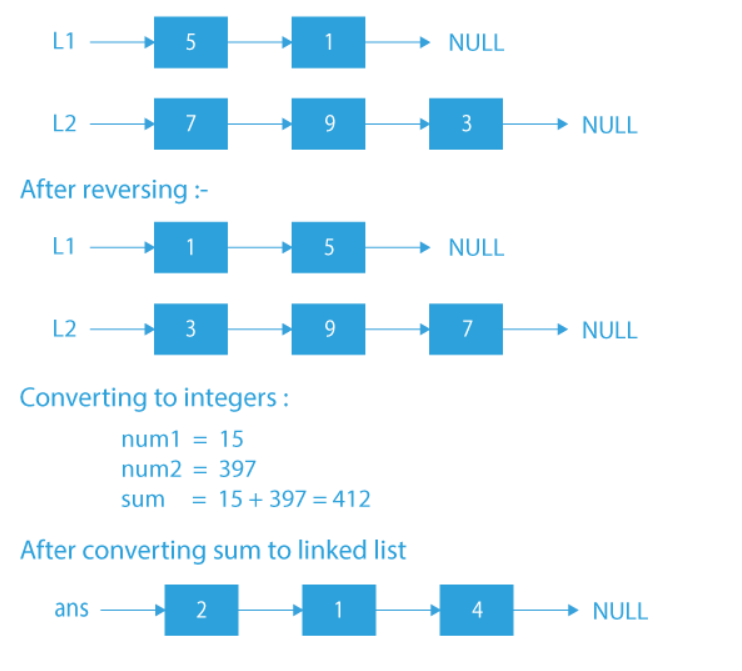 L1 5 1 NULL
L2 7 9 3 NULL
After reversing :-
L1 1 5 NULL
L2 3 9 7 NULL
Converting to integers :
num1 = 15
num2 = 397
sum = 15 + 397 = 412
After converting sum to linked list
ans 2 1 4 NULL